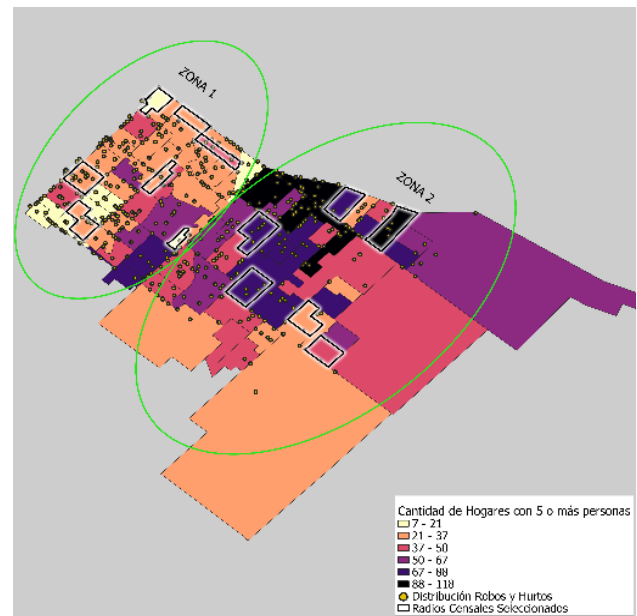 ZONA 1
ZONA 2
Cantidad de Hogares con 5 o más personas
7 - 21
21 - 37
37 - 50
50 - 67
67 - 88
88 - 118
Distribución Robos y Hurtos
Radios Censales Seleccionados